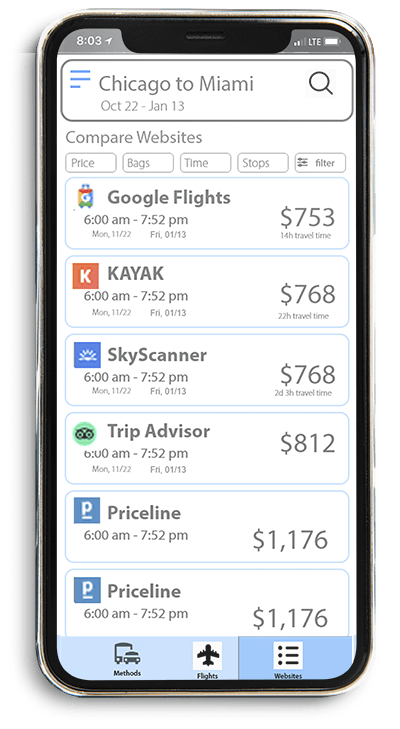 8:03
LTE
Chicago to Miami
Oct 22 - Jan 13
Compare Websites
Price Bags Time Stops filter
Google Flights
6:00 am - 7:52 pm
$753
Mon, 11/22 Fri, 01/13
14h travel time
K KAYAK
6:00 am - 7:52 pm
$768
Mon, 11/22 Fri, 01/13
22h travel time
SkyScanner
6:00 am - 7:52 pm
$768
Mon, 11/22 Fri, 01/13
2d 3h travel time
Trip Advisor
6:00 am - 7:52 pm
$812
Mon, 11/22 Fri, 01/13
p Priceline
6:00 am - 7:52 pm
$1,176
p Priceline
6:00 am - 7:52 pm
$1,176
Methods Flights Websites